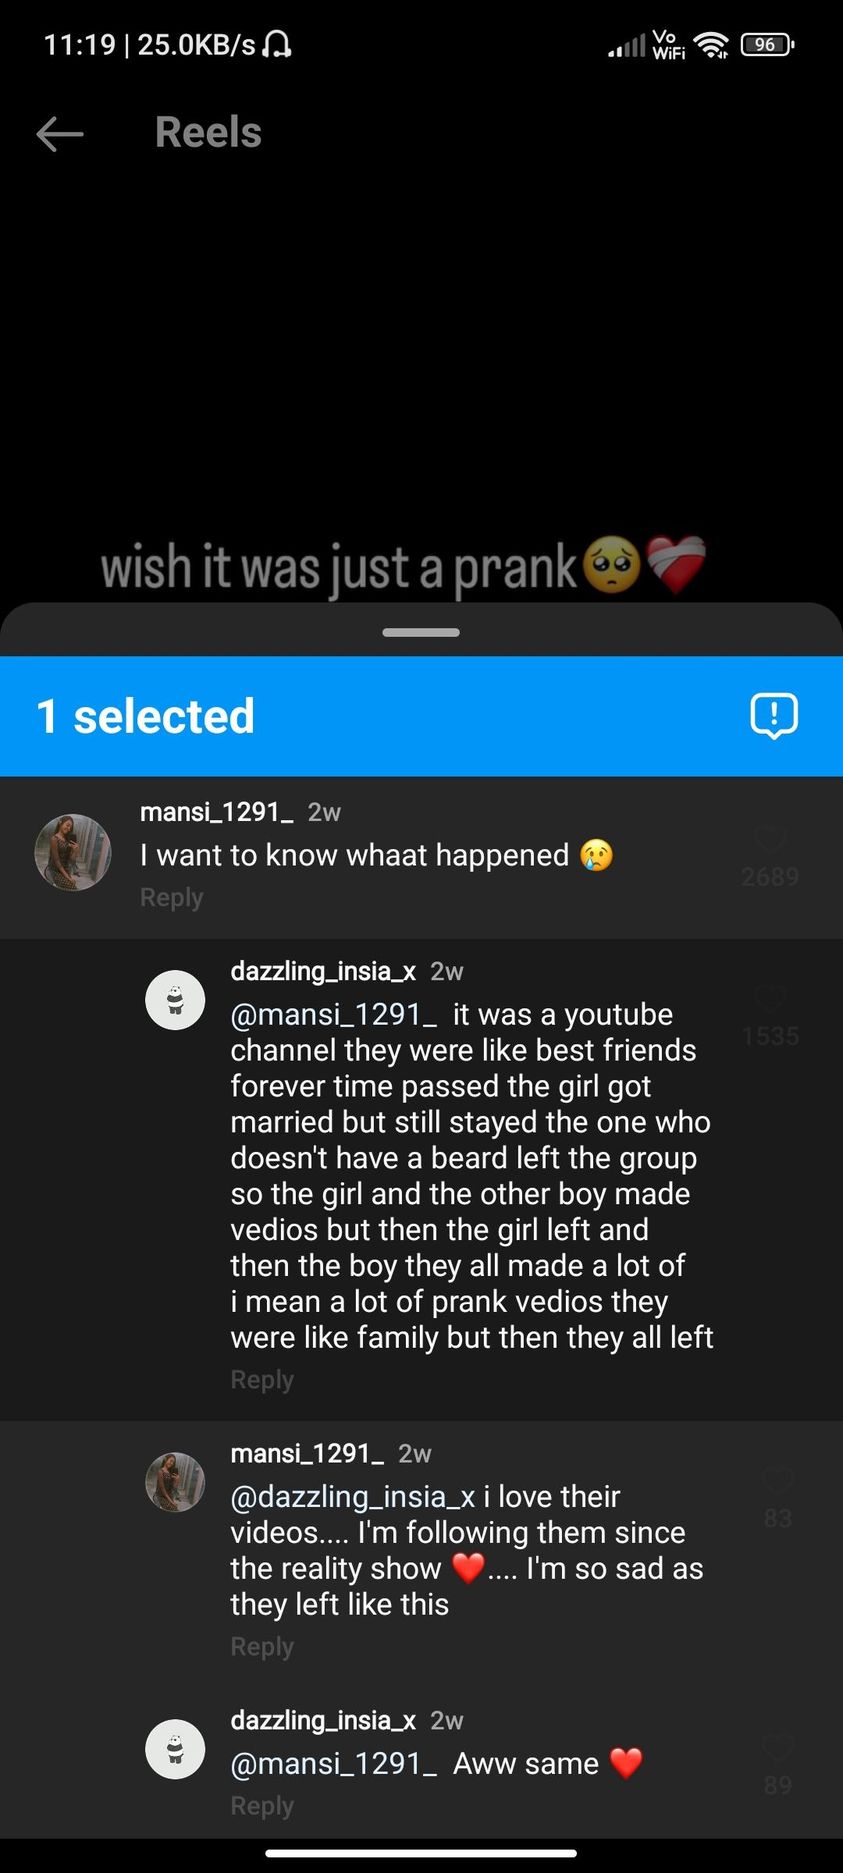 11:19 | 25.0KB/s
Vo
WiFi
96
Reels
wish it was just a prank🥺❤️‍🩹
1 selected
mansi_1291_ 2w
I want to know whaat happened 😢
2689
Reply
dazzling_insia_x 2w
@mansi_1291_ it was a youtube
1535
channel they were like best friends
forever time passed the girl got
married but still stayed the one who
doesn't have a beard left the group
so the girl and the other boy made
vedios but then the girl left and
then the boy they all made a lot of
i mean a lot of prank vedios they
were like family but then they all left
Reply
mansi_1291_ 2w
@dazzling_insia_x i love their
83
videos.... I'm following them since
the reality show ❤️.... I'm so sad as
they left like this
Reply
dazzling_insia_x 2w
@mansi_1291_ Aww same ❤️
89
Reply